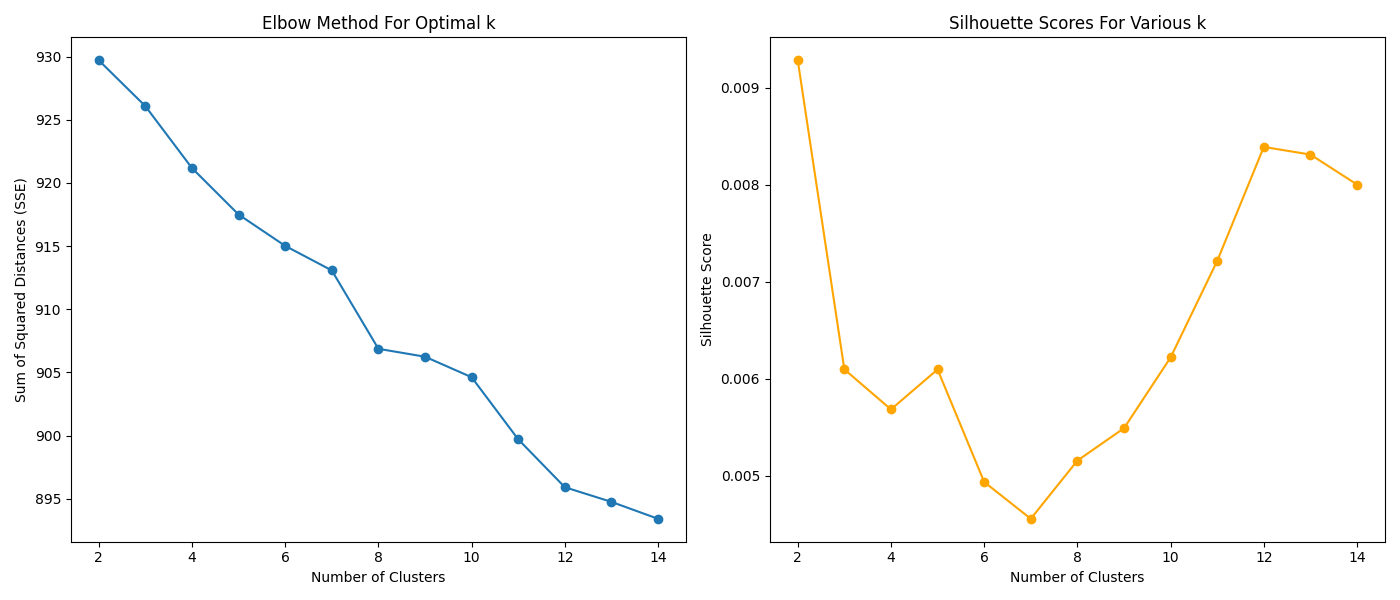 Elbow Method For Optimal k
930
925
920
915
910
905
900
895
Sum of Squared Distances (SSE)
2 4 6 8 10 12 14
Number of Clusters
Silhouette Scores For Various k
0.009
0.008
0.007
0.006
0.005
Silhouette Score
2 4 6 8 10 12 14
Number of Clusters